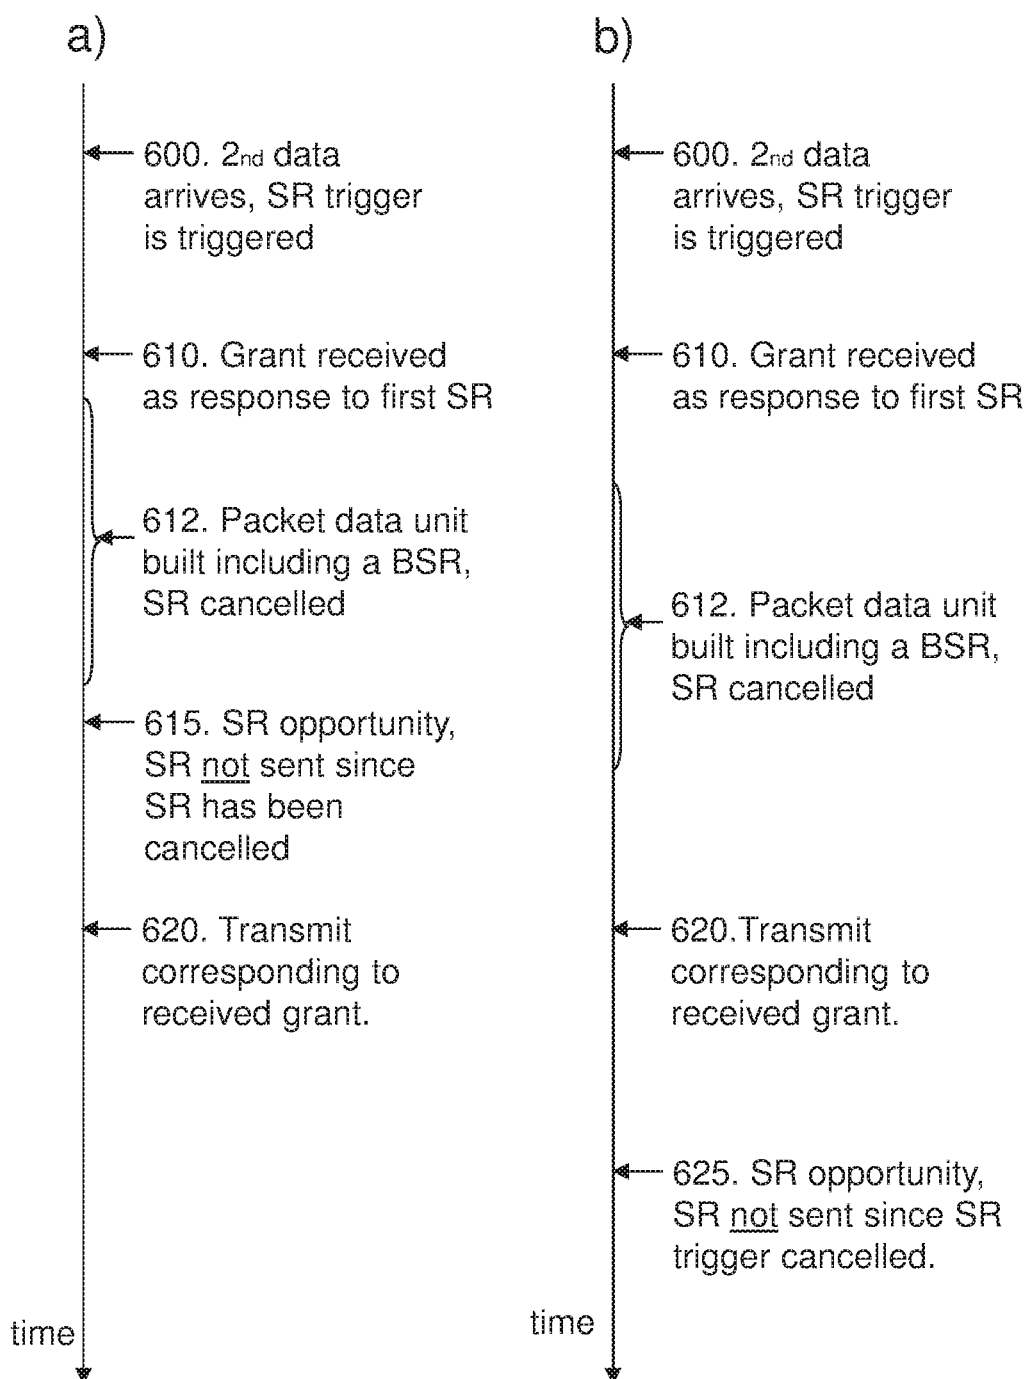 a)
600. 2nd data
arrives, SR trigger
is triggered
610. Grant received
as response to first SR
612. Packet data unit
built including a BSR,
SR cancelled
615. SR opportunity,
SR not sent since
SR has been
cancelled
620. Transmit
corresponding to
received grant.
time
b)
600. 2nd data
arrives, SR trigger
is triggered
610. Grant received
as response to first SR
612. Packet data unit
built including a BSR,
SR cancelled
620.Transmit
corresponding to
received grant.
625. SR opportunity,
SR not sent since SR
trigger cancelled.
time